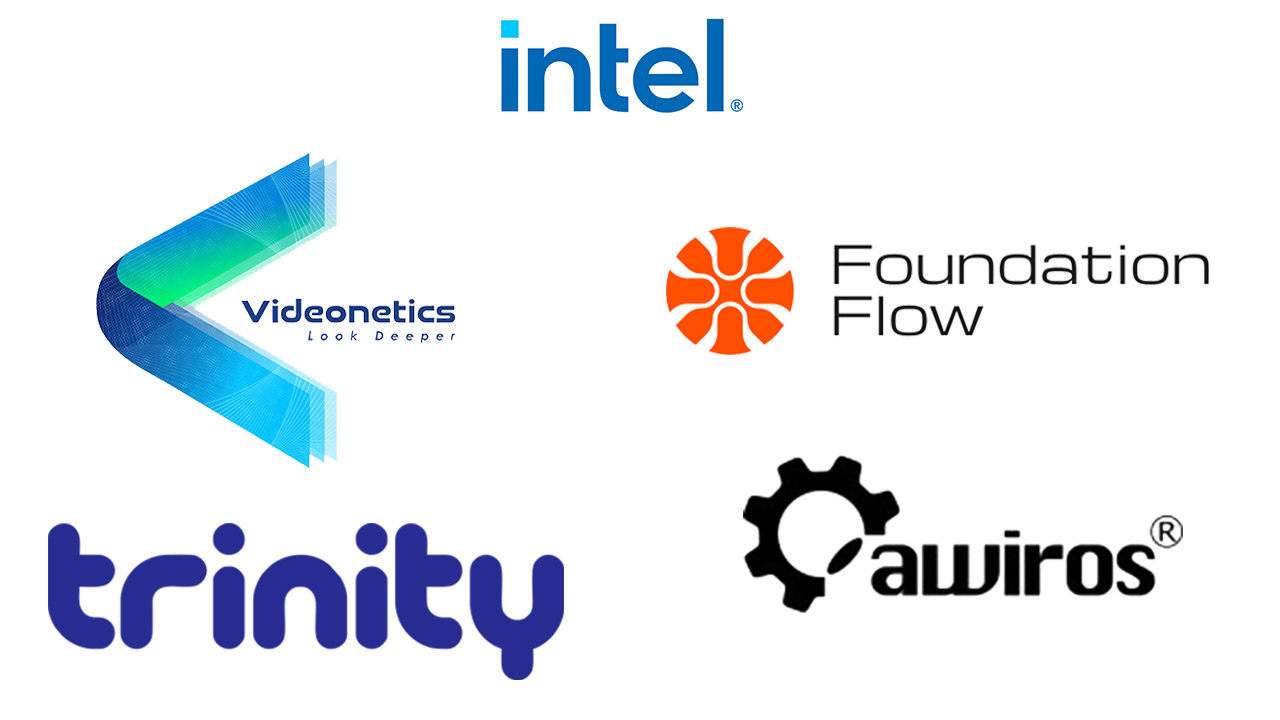 intel®
Videonetics
Look Deeper
Foundation
Flow
trinity
awiros®